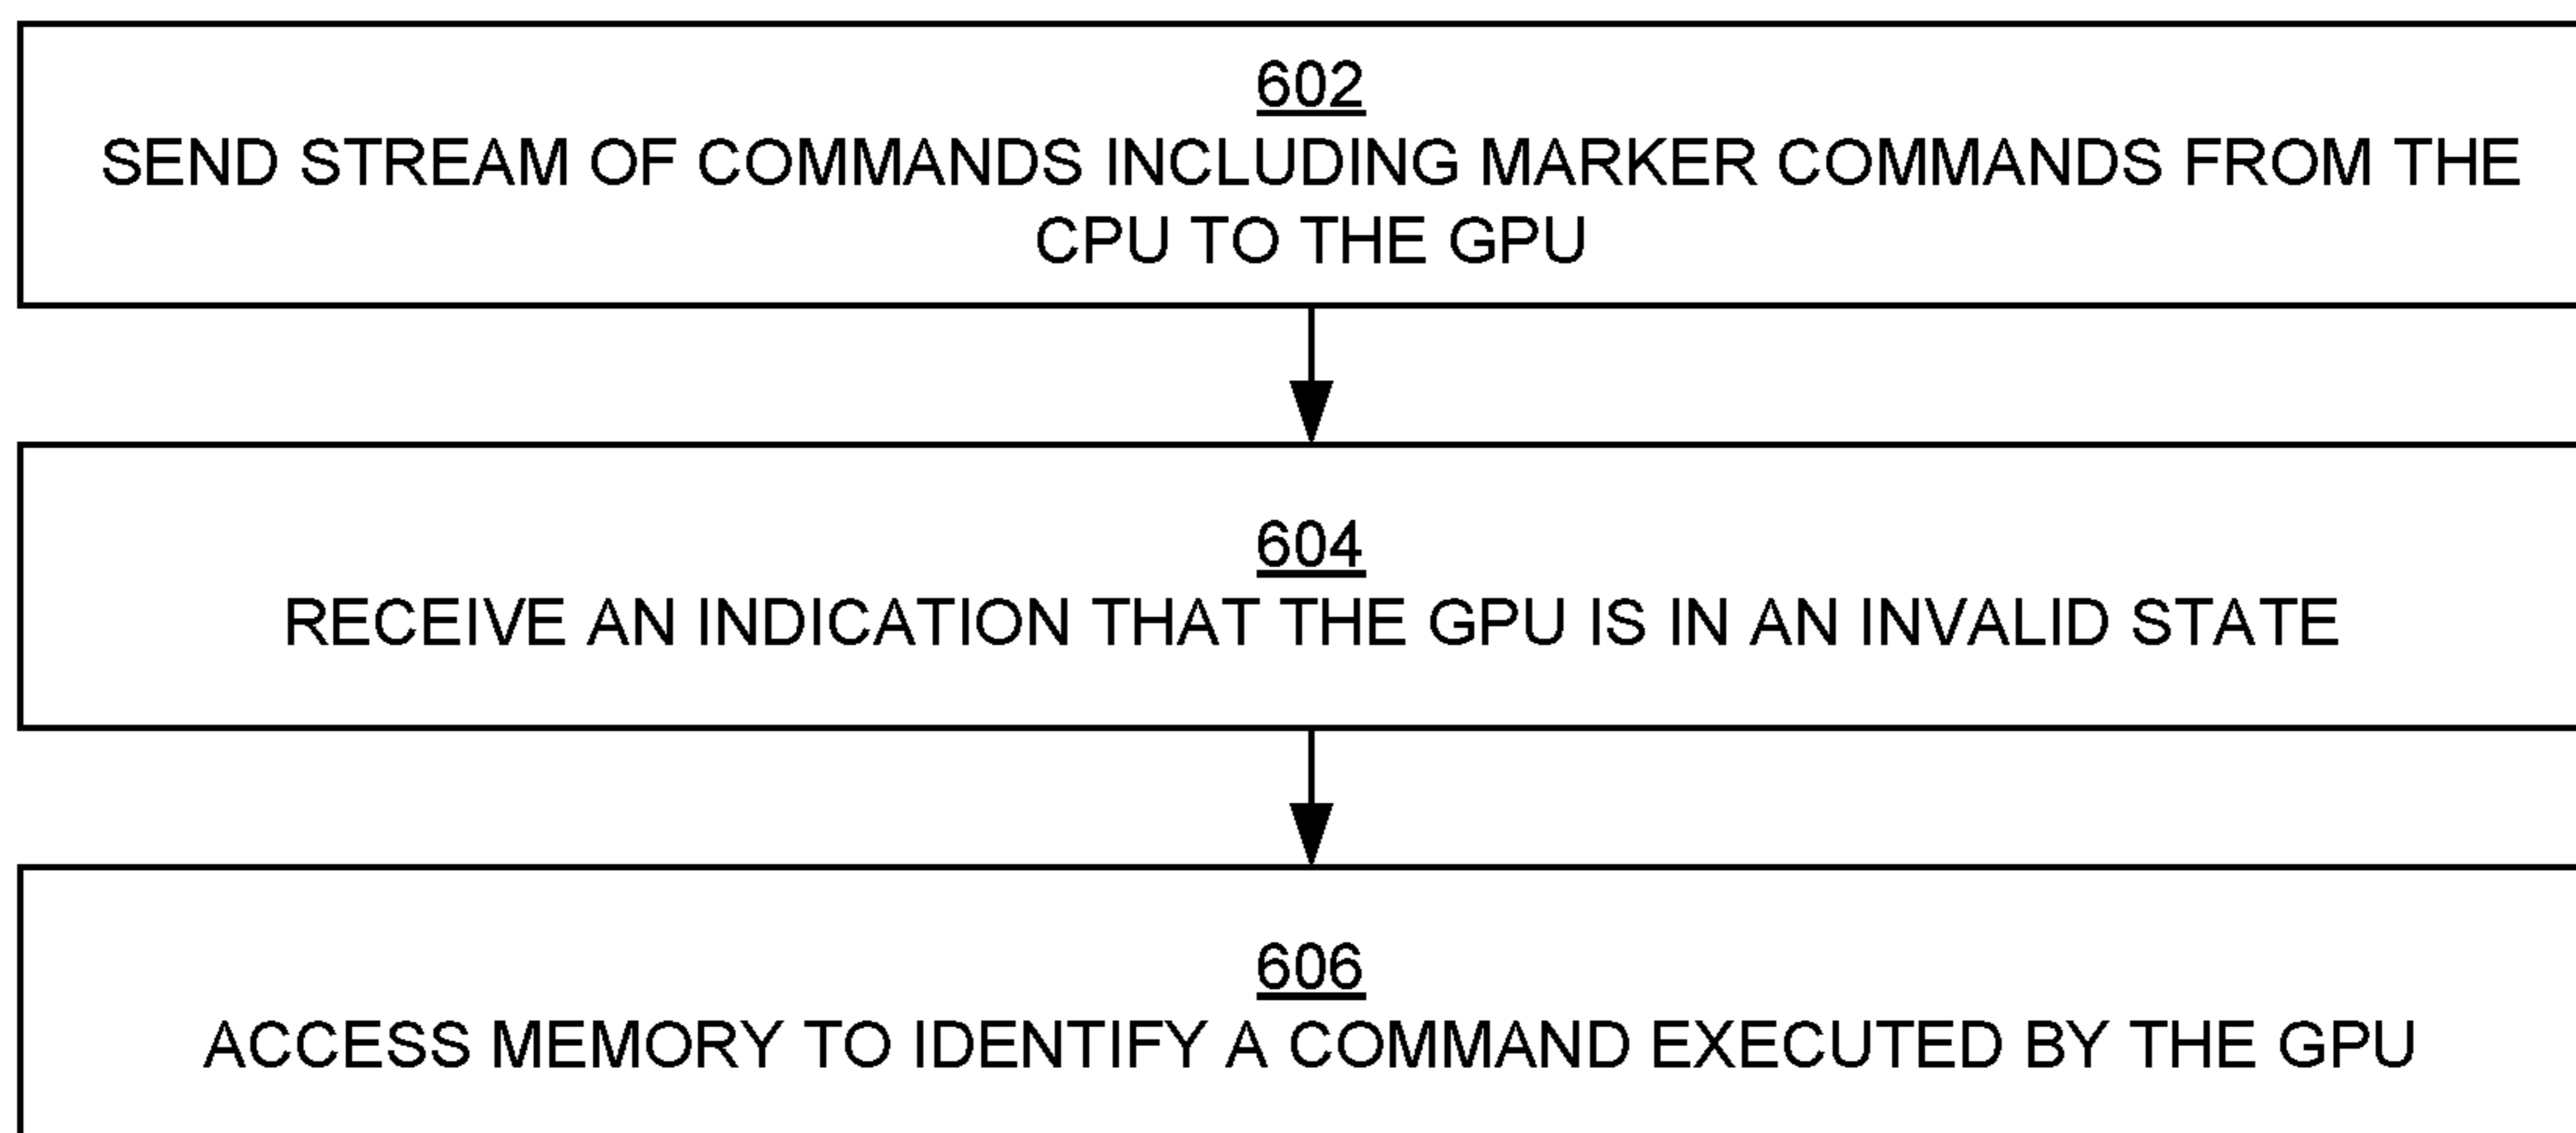 602
SEND STREAM OF COMMANDS INCLUDING MARKER COMMANDS FROM THE
CPU TO THE GPU
604
RECEIVE AN INDICATION THAT THE GPU IS IN AN INVALID STATE
606
ACCESS MEMORY TO IDENTIFY A COMMAND EXECUTED BY THE GPU